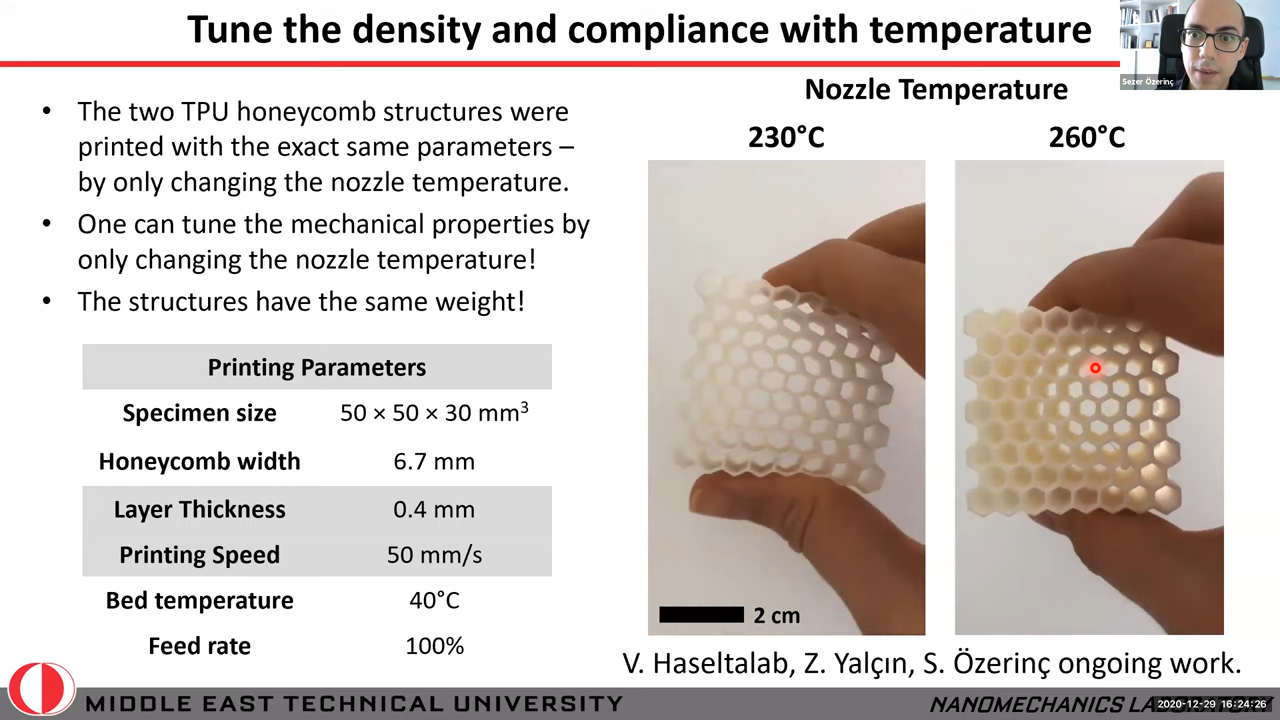 Tune the density and compliance with temperature
Sezer Özerinç
• The two TPU honeycomb structures were
printed with the exact same parameters –
by only changing the nozzle temperature.
• One can tune the mechanical properties by
only changing the nozzle temperature!
• The structures have the same weight!
Printing Parameters
Specimen size 50 × 50 × 30 mm³
Honeycomb width 6.7 mm
Layer Thickness 0.4 mm
Printing Speed 50 mm/s
Bed temperature 40°C
Feed rate 100%
Nozzle Temperature
230°C 260°C
2 cm
V. Haseltalab, Z. Yalçın, S. Özerinç ongoing work.
MIDDLE EAST TECHNICAL UNIVERSITY
NANOMECHANICS LABORATORY
2020-12-29 16:24:26